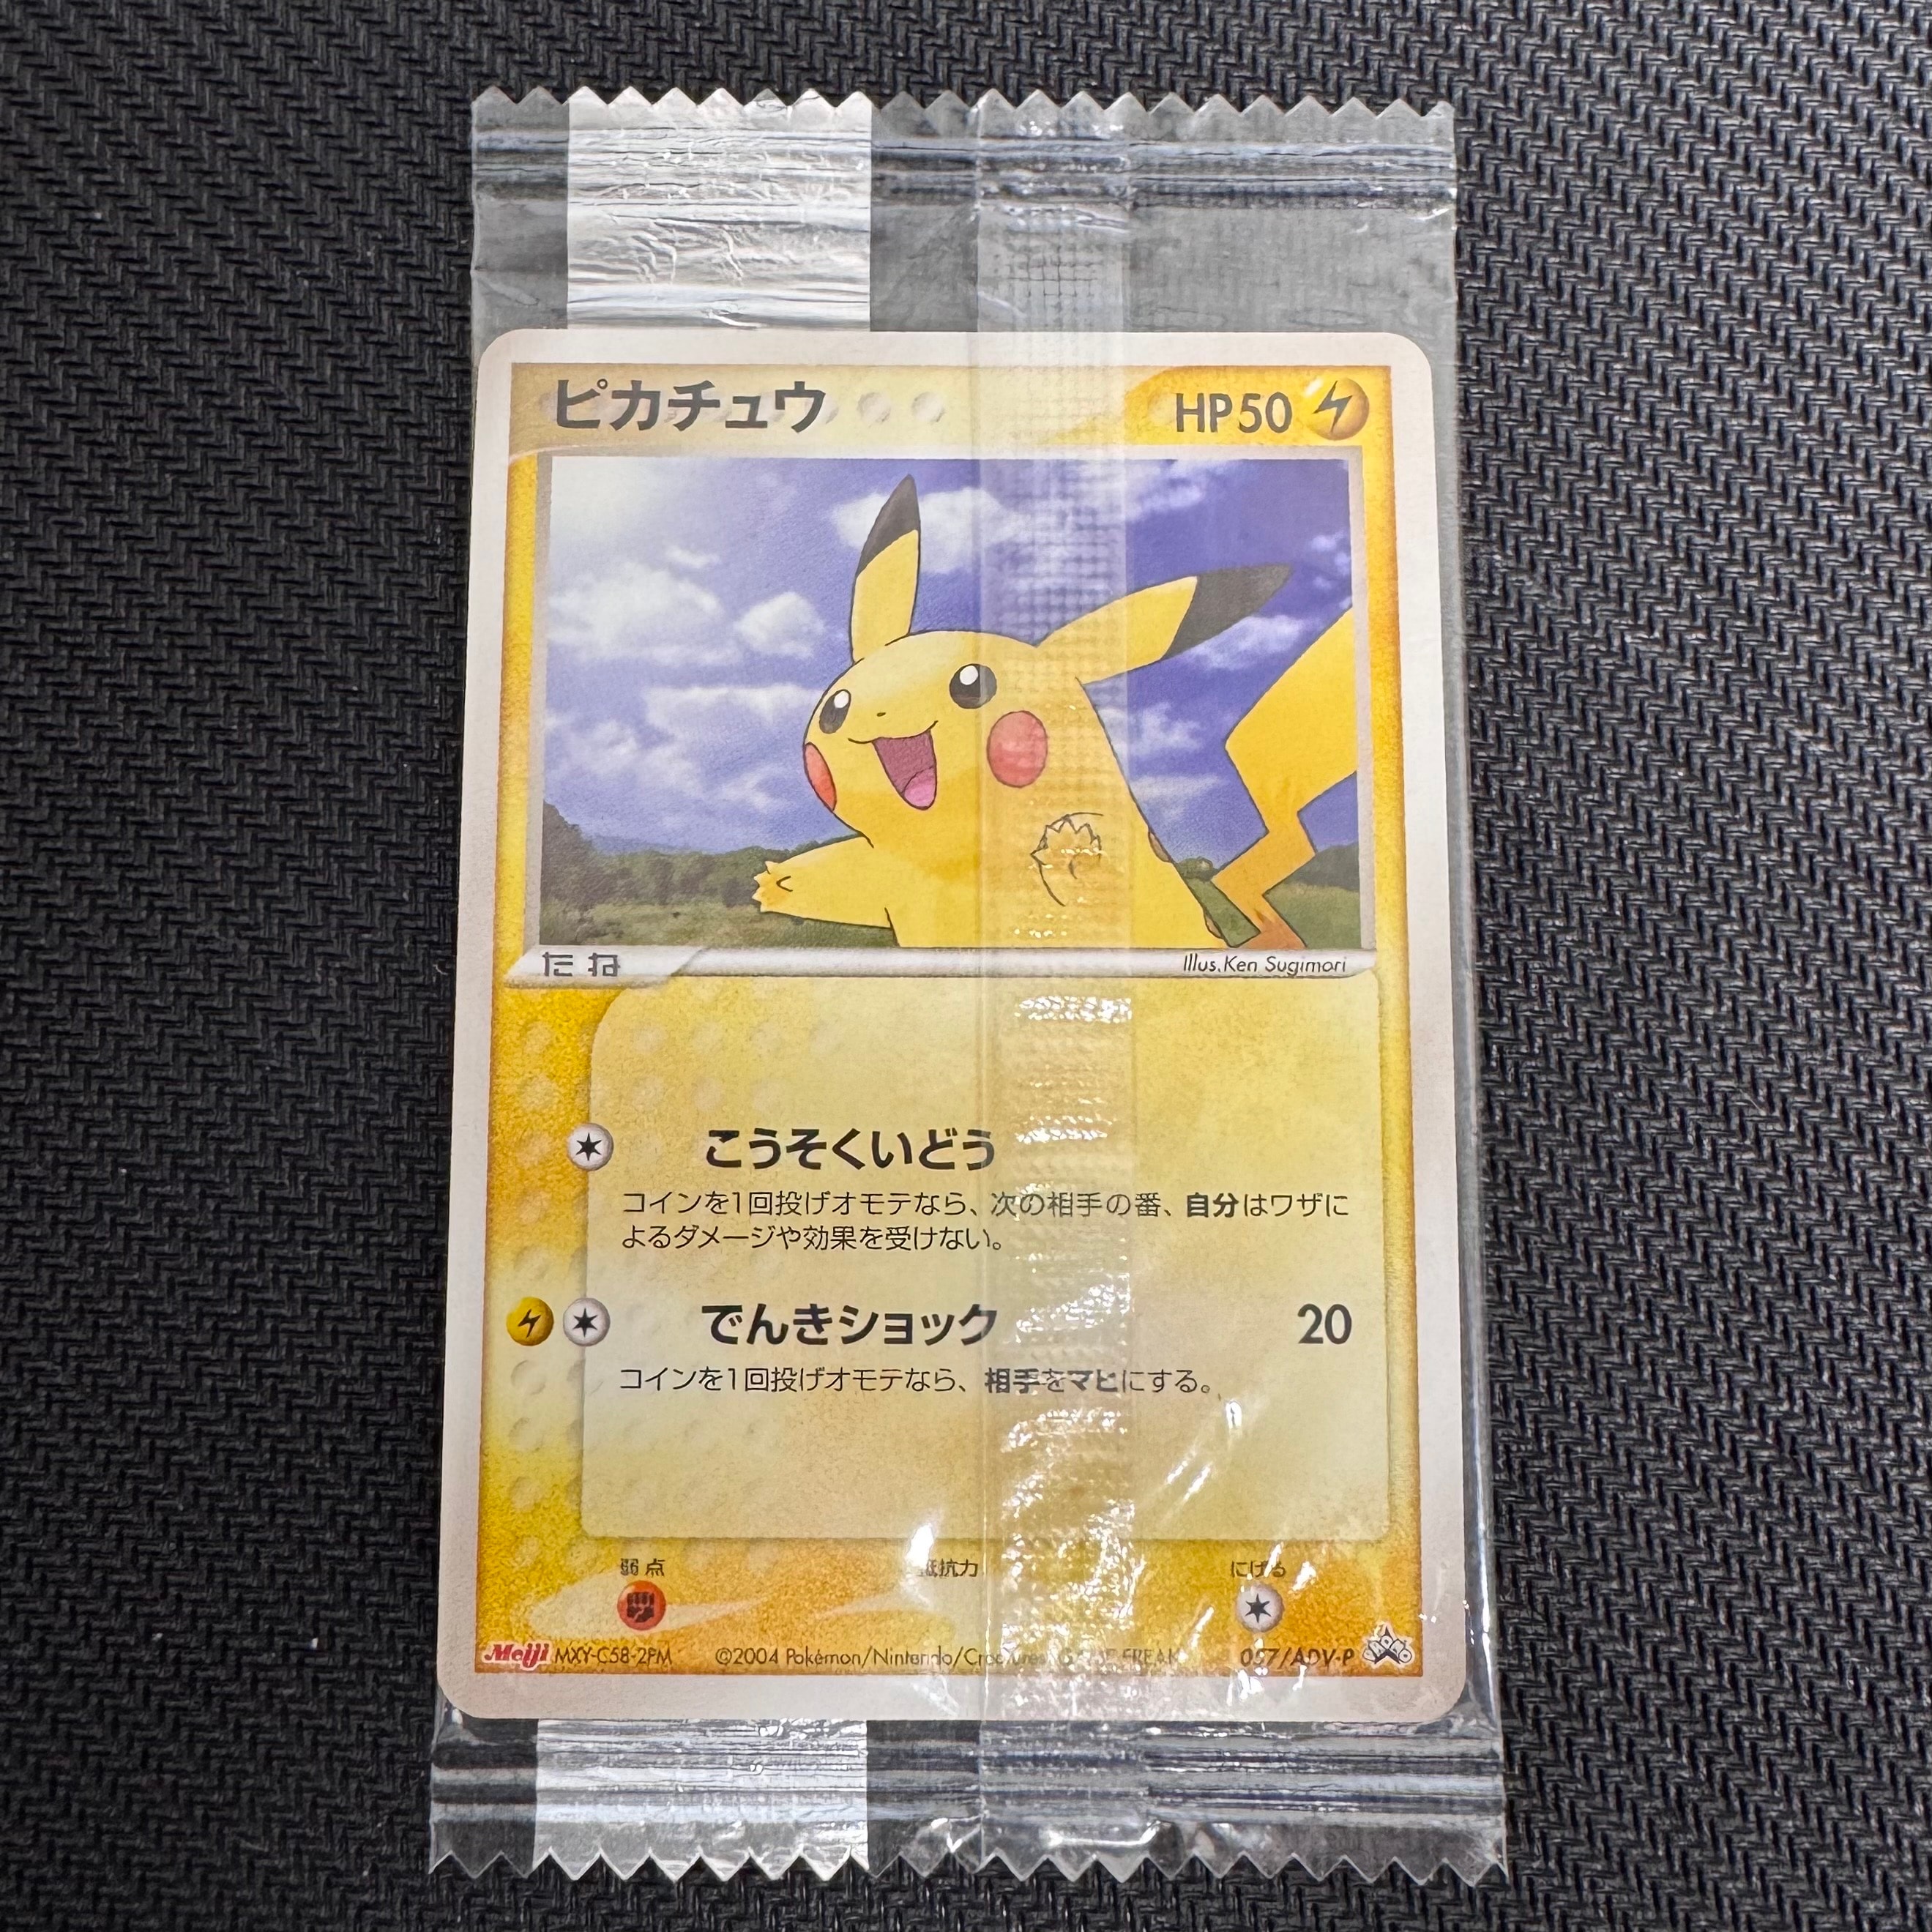 ピカチュウ
HP50
たね
Illus.Ken Sugimori
こうそくいどう
コインを1回投げオモテなら、次の相手の番、自分はワザに
よるダメージや効果を受けない。
でんきショック 20
コインを1回投げオモテなら、相手をマヒにする。
弱点 抵抗力 にげる
Meiji MXY-C58-2PM ©2004 Pokémon/Nintendo/Creatures/GAME FREAK 057/ADV-P